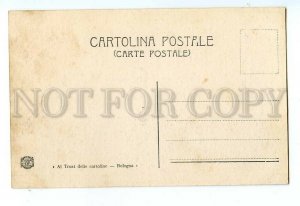 CARTOLINA POSTALE
(CARTE POSTALE)
NOT FOR COPY
« Al Trust delle cartoline — Bologna »